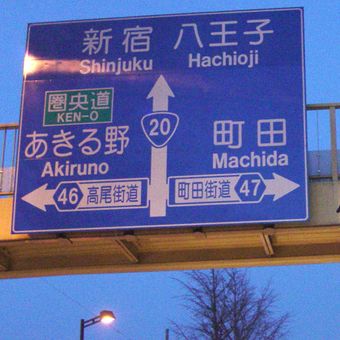 新宿 八王子
Shinjuku Hachioji
圏央道
KEN-O
20
あきる野 町田
Akiruno Machida
46 高尾街道 町田街道 47